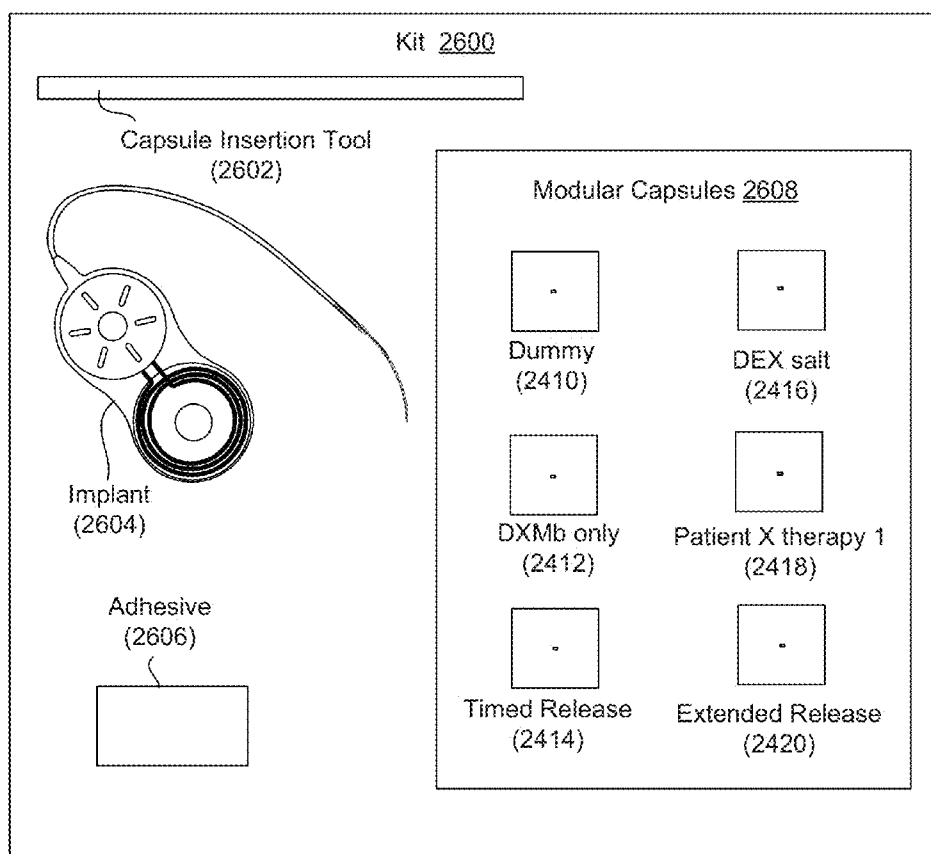 Kit 2600
Capsule Insertion Tool
(2602)
Modular Capsules 2608
Dummy
(2410)
DEX salt
(2416)
Implant
(2604)
DXMb only
(2412)
Patient X therapy 1
(2418)
Adhesive
(2606)
Timed Release
(2414)
Extended Release
(2420)